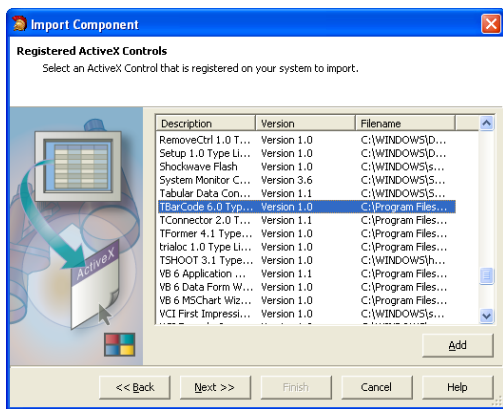 Import Component
Registered ActiveX Controls
Select an ActiveX Control that is registered on your system to import.
Description Version Filename
RemoveCtrl 1.0 T... Version 1.0 C:\WINDOWS\D...
Setup 1.0 Type Li... Version 1.0 C:\WINDOWS\D...
Shockwave Flash Version 1.0 C:\WINDOWS\s...
System Monitor C... Version 3.6 C:\WINDOWS\S...
Tabular Data Con... Version 1.1 C:\WINDOWS\S...
TBarCode 6.0 Typ... Version 1.0 C:\Program Files...
TConnector 2.0 T... Version 1.1 C:\Program Files...
TFormer 4.1 Type... Version 1.0 C:\Program Files...
trialoc 1.0 Type Li... Version 1.0 C:\Program Files...
TSHOOT 3.1 Type... Version 1.0 C:\WINDOWS\h...
VB 6 Application ... Version 1.1 C:\Program Files...
VB 6 Data Form W... Version 1.0 C:\Program Files...
VB 6 MSChart Wiz... Version 1.0 C:\Program Files...
VCI First Impressi... Version 1.0 C:\WINDOWS\s...
ActiveX
Add
<< Back Next >> Finish Cancel Help